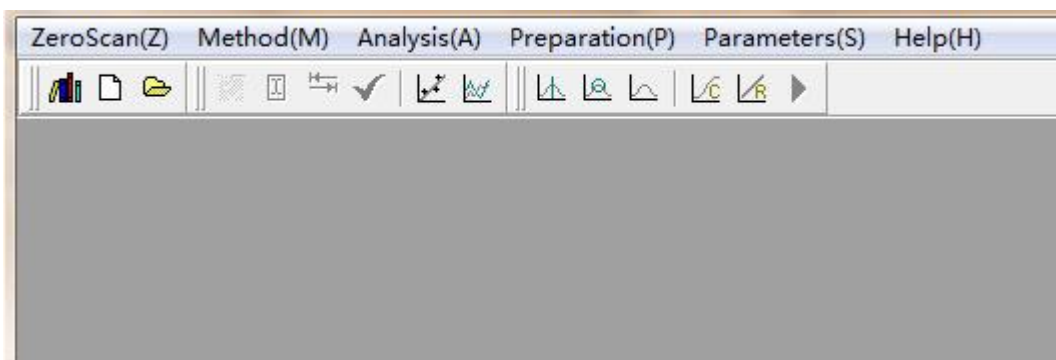 ZeroScan(Z) Method(M) Analysis(A) Preparation(P) Parameters(S) Help(H)
C R